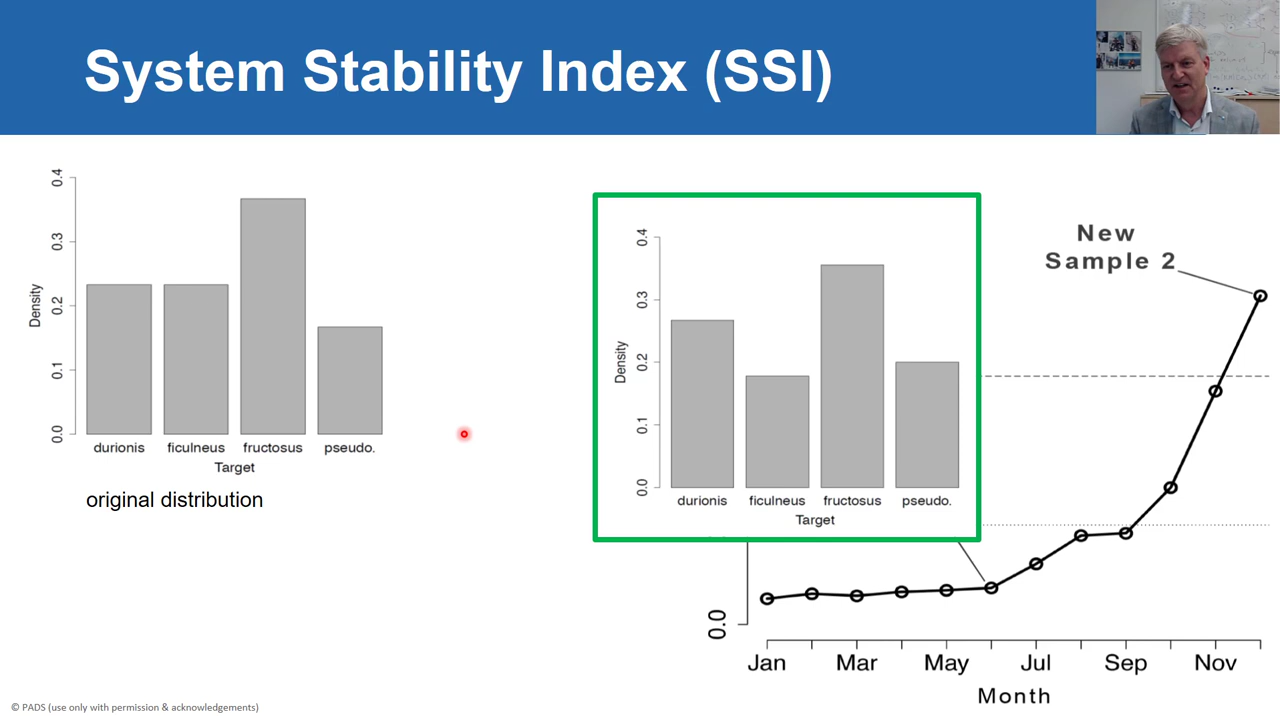 System Stability Index (SSI)
0.4
0.3
0.2
0.1
0.0
Density
durionis ficulneus fructosus pseudo.
Target
original distribution
0.4
0.3
0.2
0.1
0.0
Density
durionis ficulneus fructosus pseudo.
Target
New
Sample 2
0.0
Jan Mar May Jul Sep Nov
Month
© PADS (use only with permission & acknowledgements)